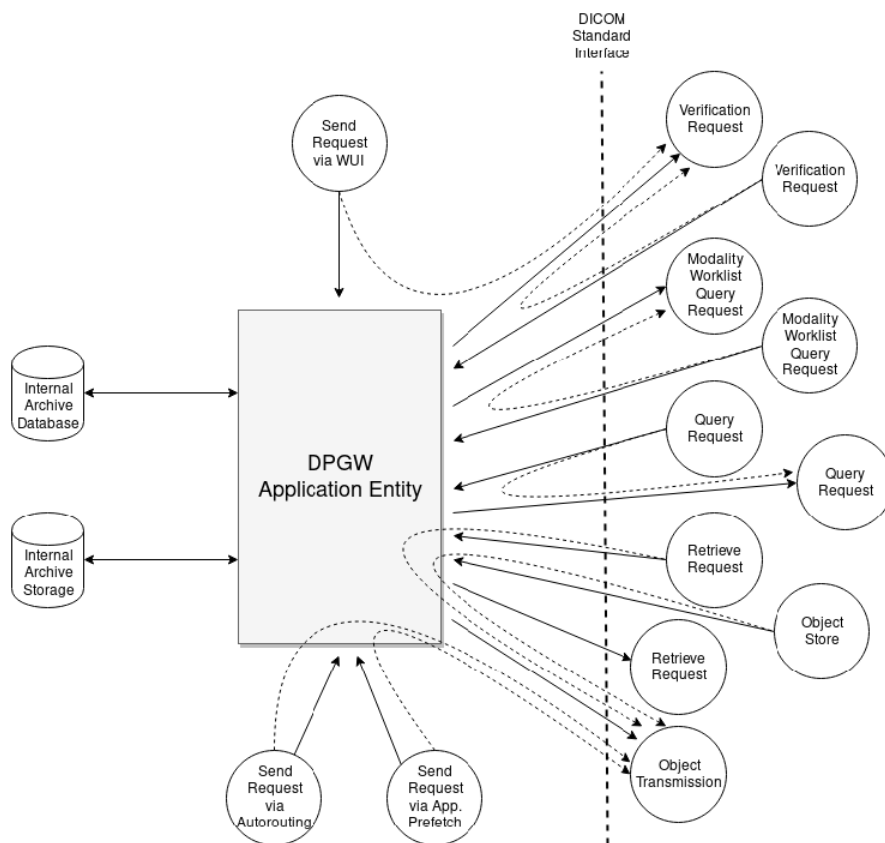 DICOM
Standard
Interface
Send
Request
via WUI
Verification
Request
Verification
Request
Modality
Worklist
Query
Request
Modality
Worklist
Query
Request
Internal
Archive
Database
Query
Request
DPGW
Application Entity
Query
Request
Internal
Archive
Storage
Retrieve
Request
Object
Store
Retrieve
Request
Send
Request
via
Autorouting
Send
Request
via App.
Prefetch
Object
Transmission